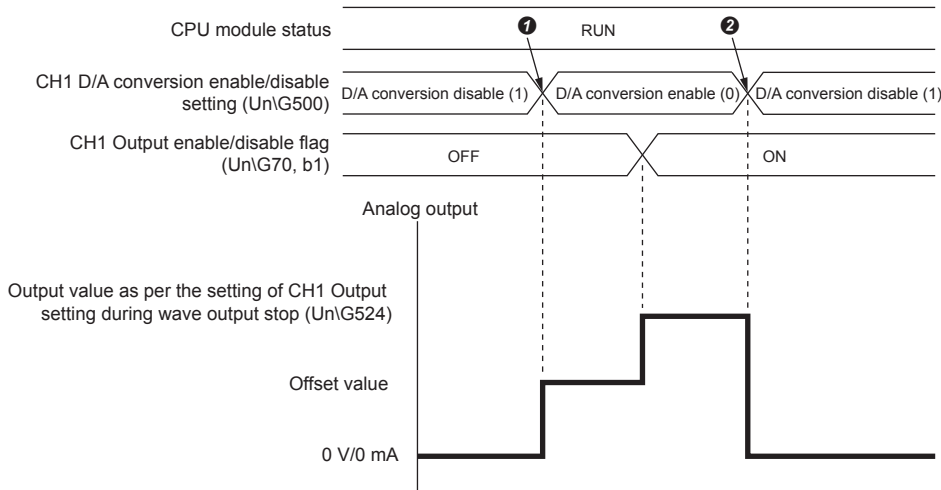 CPU module status
❶
RUN
❷
CH1 D/A conversion enable/disable
setting (Un\G500)
D/A conversion disable (1)
D/A conversion enable (0)
D/A conversion disable (1)
CH1 Output enable/disable flag
(Un\G70, b1)
OFF
ON
Analog output
Output value as per the setting of CH1 Output
setting during wave output stop (Un\G524)
Offset value
0 V/0 mA